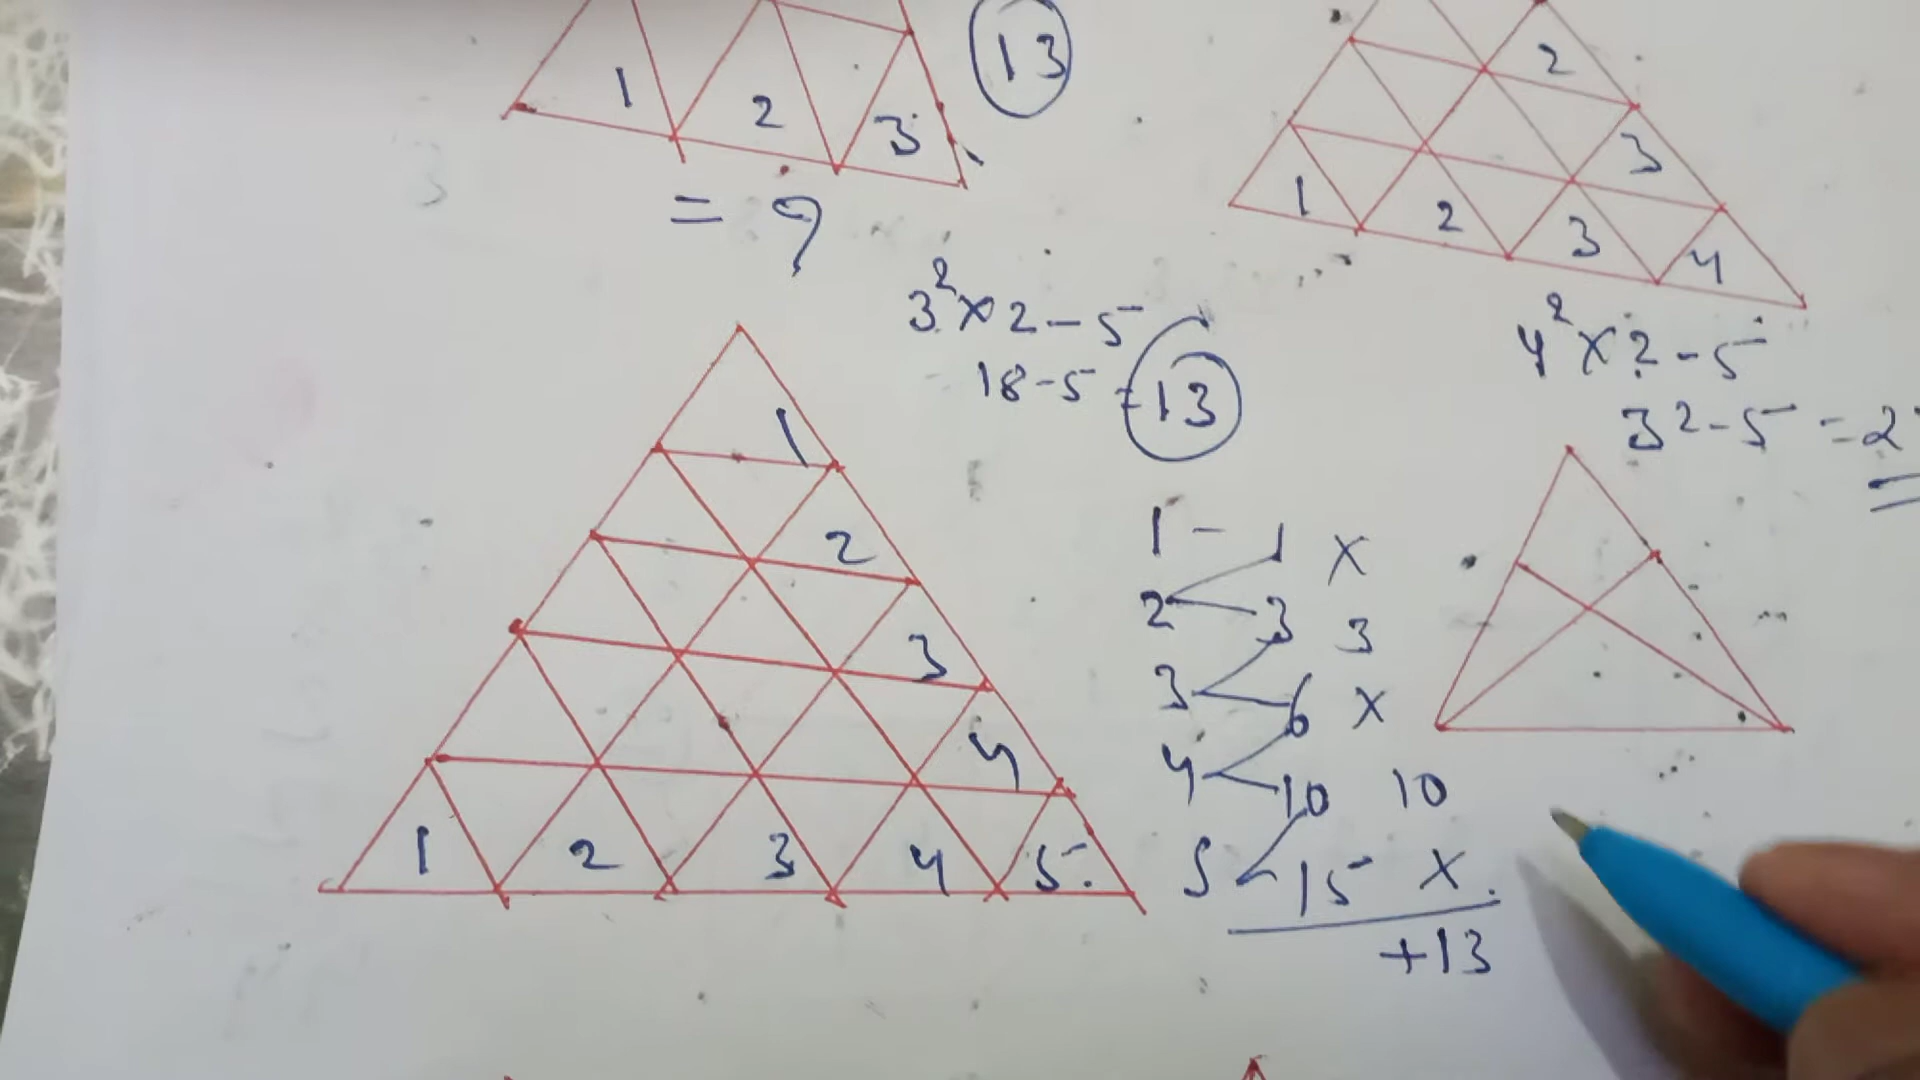 1 2 3
13
= 9
2
3
1 2 3 4
3²×2-5
18-5=13
4²×2-5
32-5=2
1
2
3
4
1 2 3 4 5
1 - 1 ×
2 3 3
3 6 ×
4 10 10
5 15 ×
+13